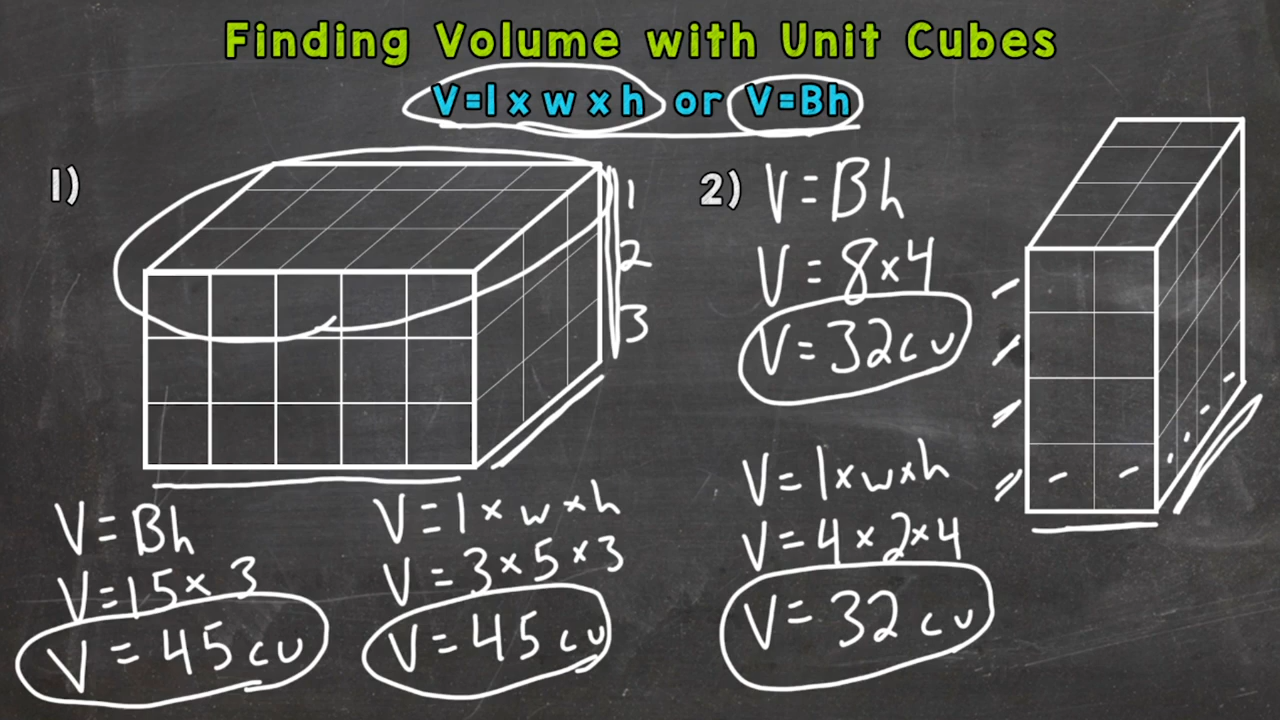 Finding Volume with Unit Cubes
V=l x w x h or V=Bh
1)
1
2
3
V=Bh
V=15×3
V=45cu
V=l×w×h
V=3×5×3
V=45cu
2)
V=Bh
V=8×4
V=32cu
V=l×w×h
V=4×2×4
V=32cu